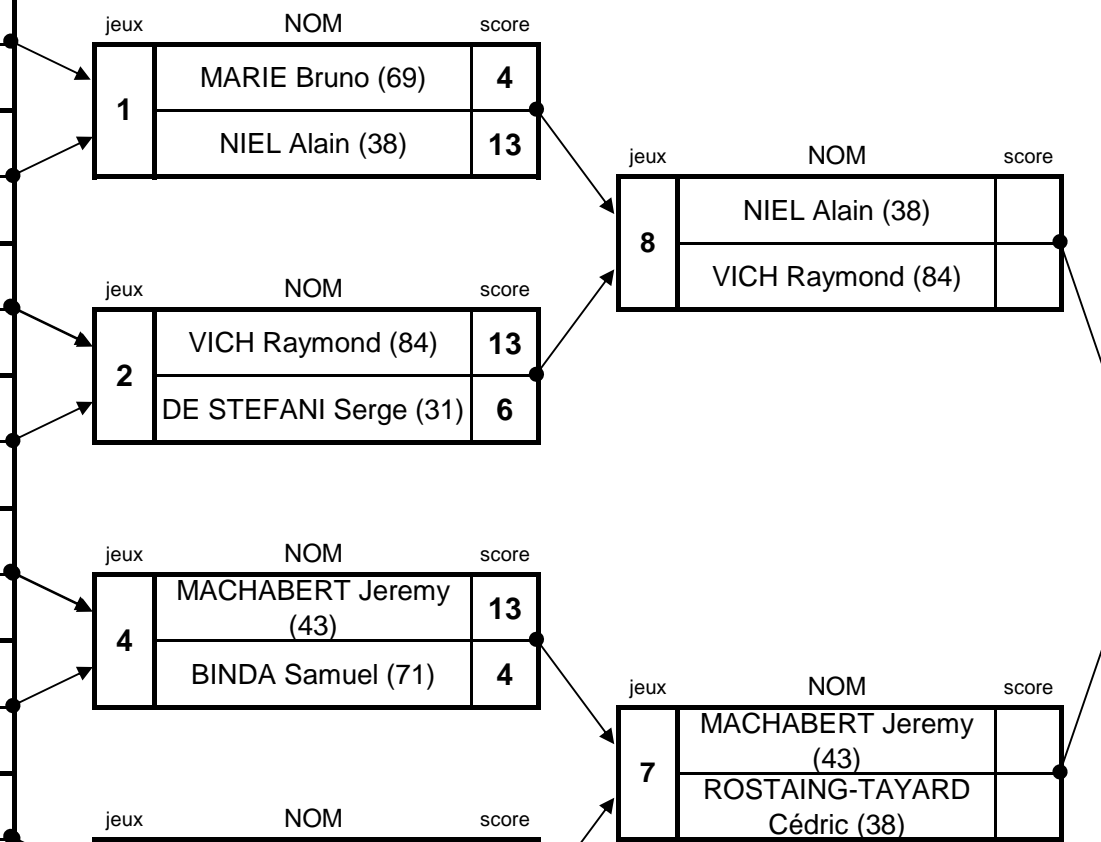 jeux NOM score
1 MARIE Bruno (69) 4
NIEL Alain (38) 13
jeux NOM score
8 NIEL Alain (38)
VICH Raymond (84)
jeux NOM score
2 VICH Raymond (84) 13
DE STEFANI Serge (31) 6
jeux NOM score
4 MACHABERT Jeremy
(43) 13
BINDA Samuel (71) 4
jeux NOM score
7 MACHABERT Jeremy
(43)
ROSTAING-TAYARD
Cédric (38)
jeux NOM score